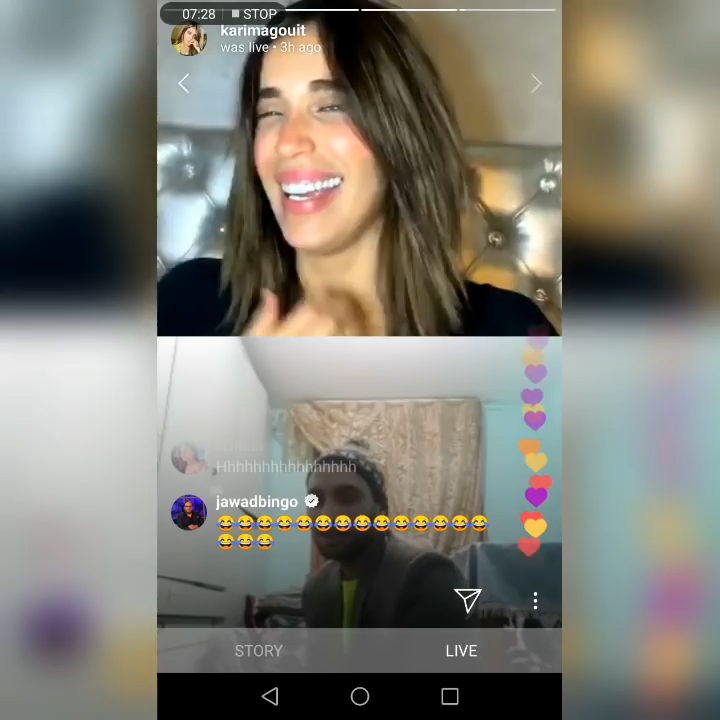 07:28 STOP
karimagouit
was live • 3h ago
Hhhhhhhhhhhhhhhh
jawadbingo
😂😂😂😂😂😂😂😂😂😂😂😂😂😂
😂😂😂
STORY LIVE